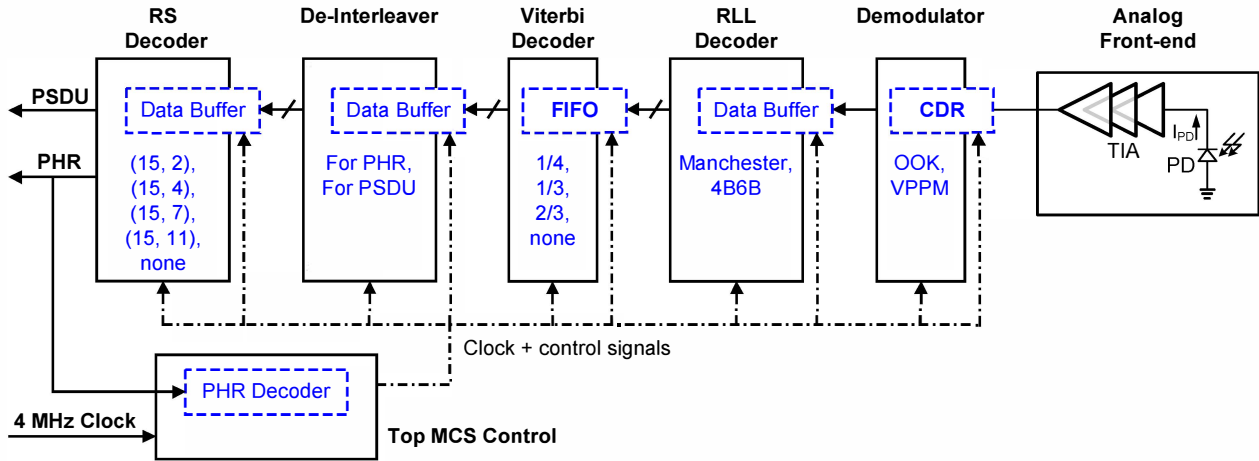 RS
Decoder
De-Interleaver
Viterbi
Decoder
RLL
Decoder
Demodulator
Analog
Front-end
PSDU
PHR
Data Buffer
(15, 2),
(15, 4),
(15, 7),
(15, 11),
none
Data Buffer
For PHR,
For PSDU
FIFO
1/4,
1/3,
2/3,
none
Data Buffer
Manchester,
4B6B
CDR
OOK,
VPPM
TIA
IPD
PD
Clock + control signals
PHR Decoder
4 MHz Clock
Top MCS Control